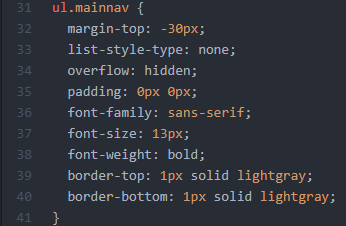 31 ul.mainnav {
32 margin-top: -30px;
33 list-style-type: none;
34 overflow: hidden;
35 padding: 0px 0px;
36 font-family: sans-serif;
37 font-size: 13px;
38 font-weight: bold;
39 border-top: 1px solid lightgray;
40 border-bottom: 1px solid lightgray;
41 }